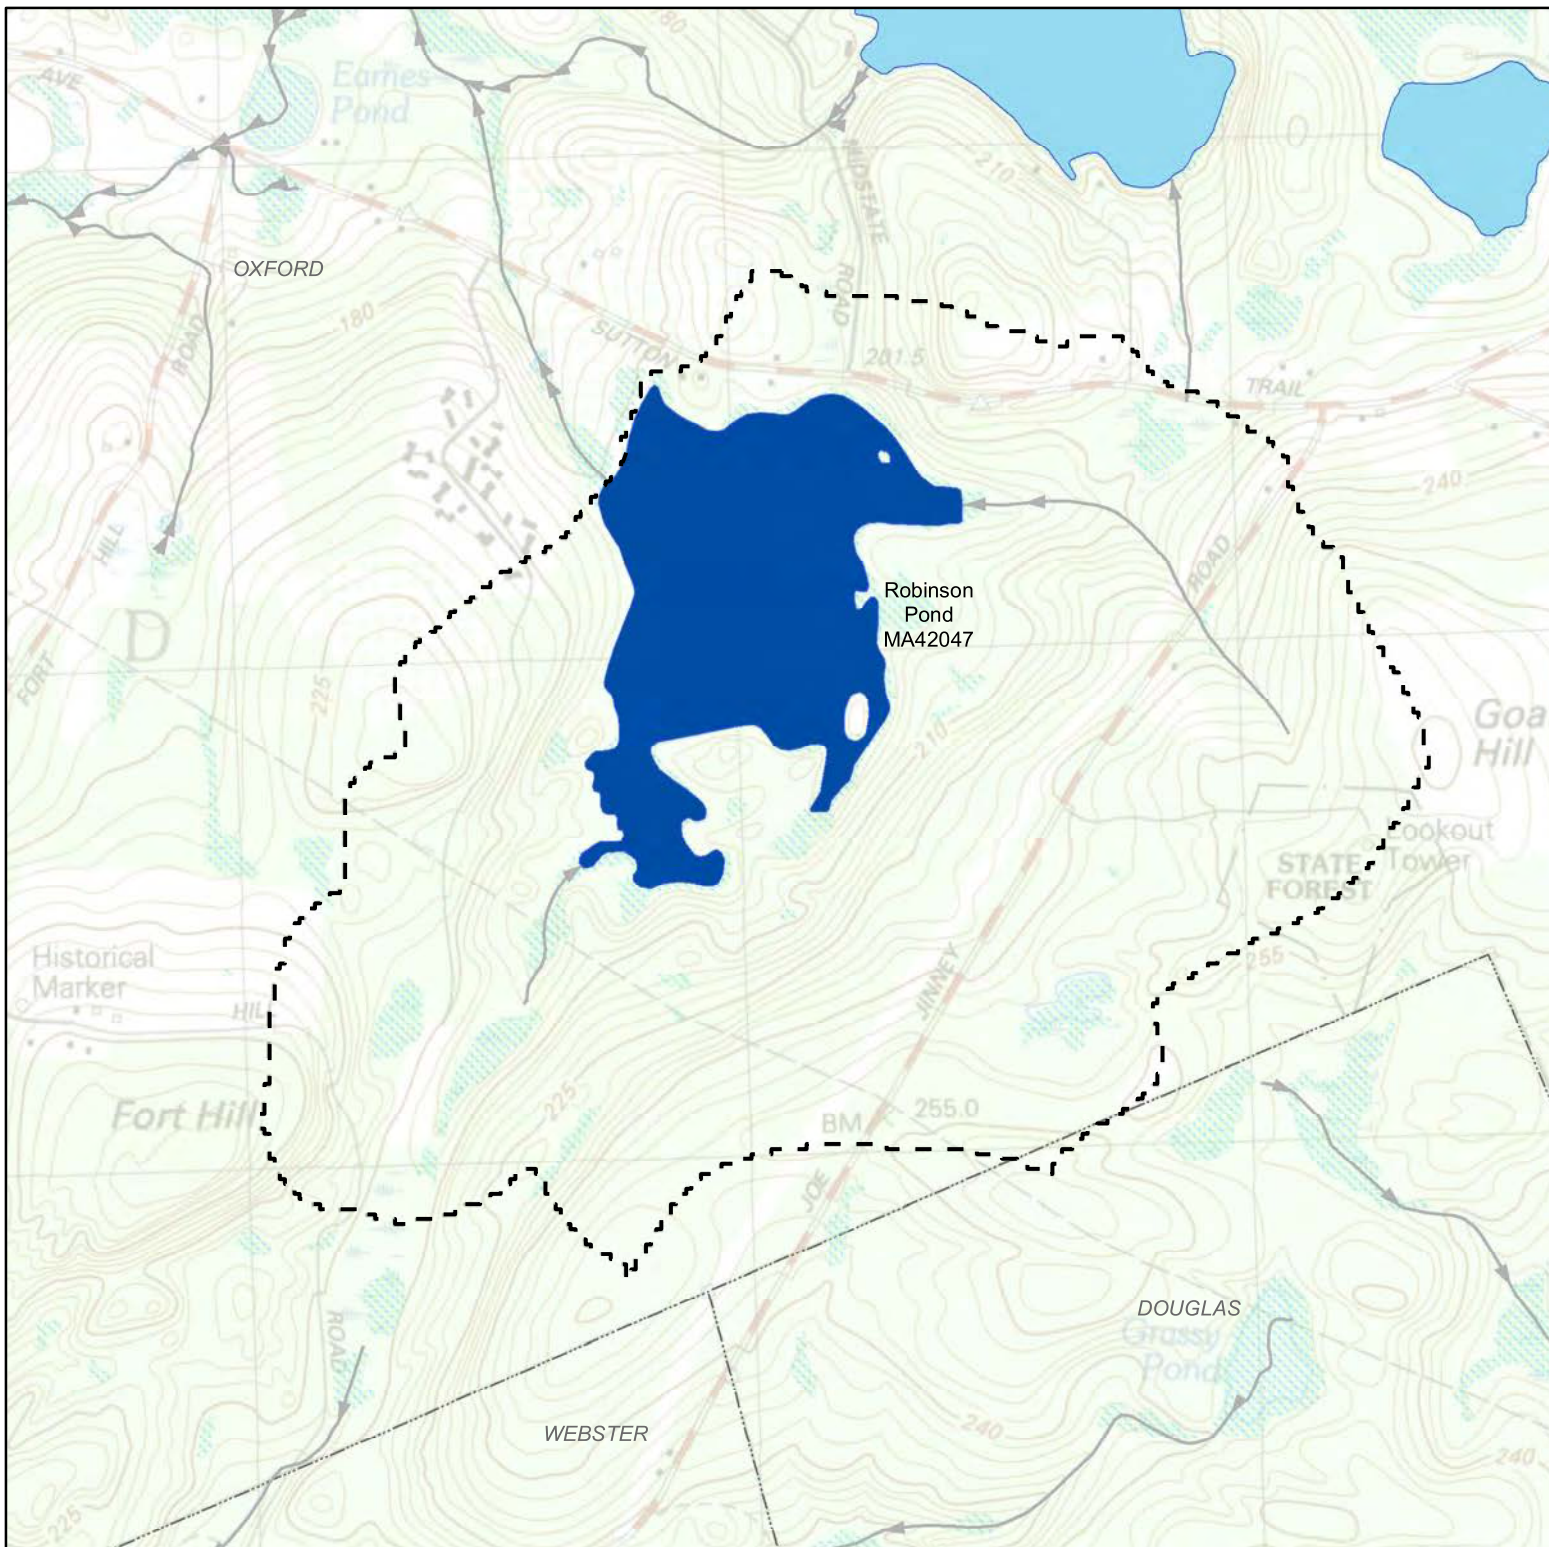 Eames
Pond
AVE
HIDSTATE
ROAD
210
OXFORD
180
ROAD
SUTTON
201.5
TRAIL
240
HILL
ROAD
Robinson
Pond
MA42047
D
FORT
225
210
Goa
Hill
Lookout
Tower
STATE
FOREST
Historical
Marker
HILL
JINNEY
255
Fort Hill
225
BM
255.0
JOE
DOUGLAS
Grassy
Pond
ROAD
WEBSTER
240
240
225